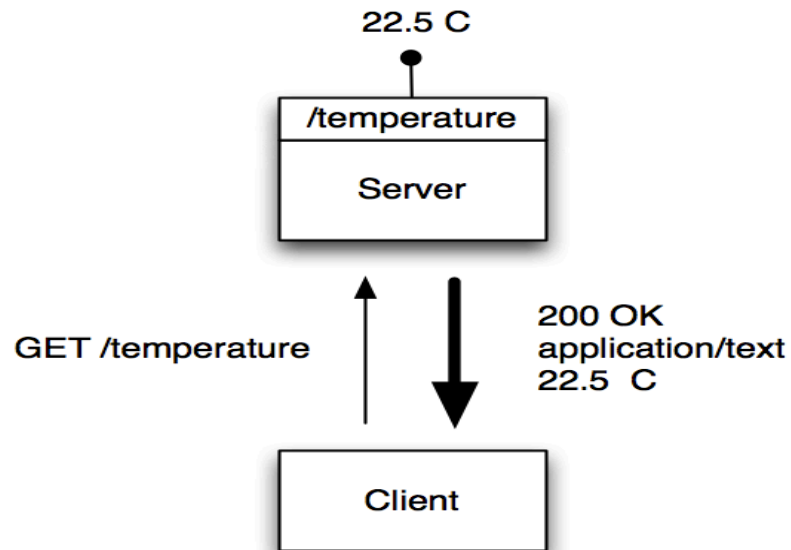 22.5 C
/temperature
Server
GET /temperature
200 OK
application/text
22.5  C
Client